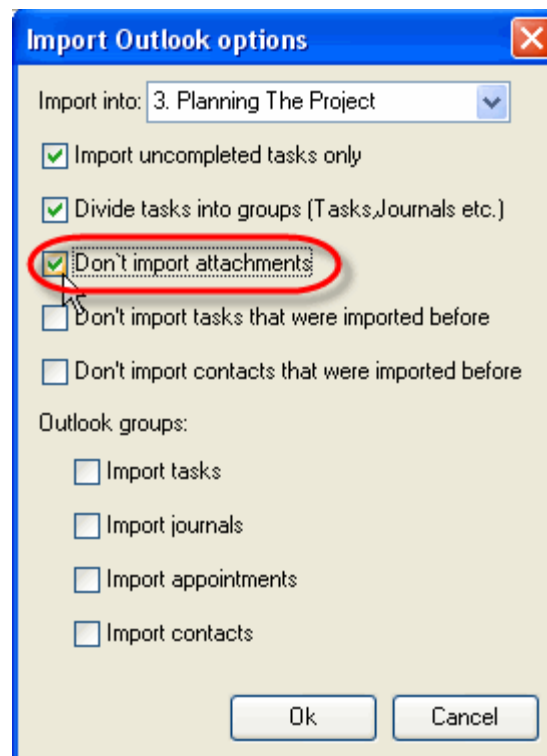 Import Outlook options
Import into: 3. Planning The Project
Import uncompleted tasks only
Divide tasks into groups (Tasks,Journals etc.)
Don`t import attachments
Don't import tasks that were imported before
Don't import contacts that were imported before
Outlook groups:
Import tasks
Import journals
Import appointments
Import contacts
Ok Cancel